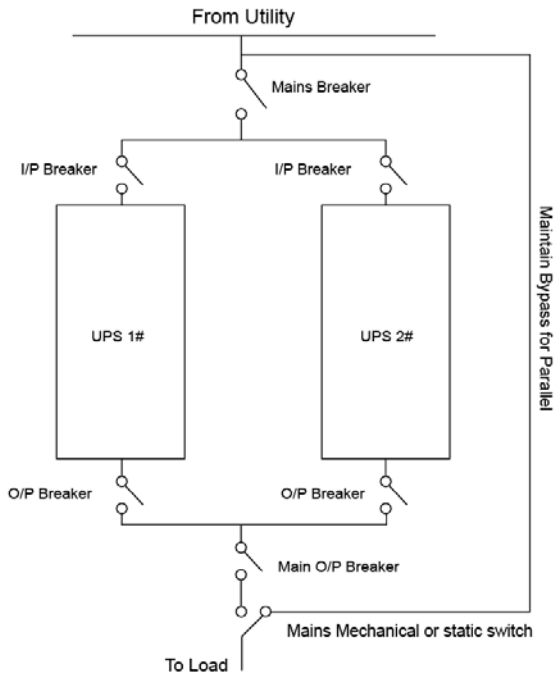 From Utility
Mains Breaker
I/P Breaker
I/P Breaker
UPS 1#
UPS 2#
Maintain Bypass for Parallel
O/P Breaker
O/P Breaker
Main O/P Breaker
Mains Mechanical or static switch
To Load